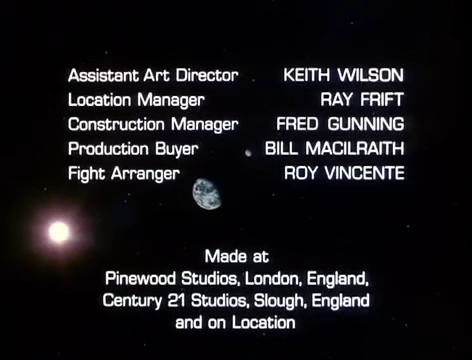 Assistant Art Director KEITH WILSON
Location Manager RAY FRIFT
Construction Manager FRED GUNNING
Production Buyer BILL MACILRAITH
Fight Arranger ROY VINCENTE
Made at
Pinewood Studios, London, England,
Century 21 Studios, Slough, England
and on Location